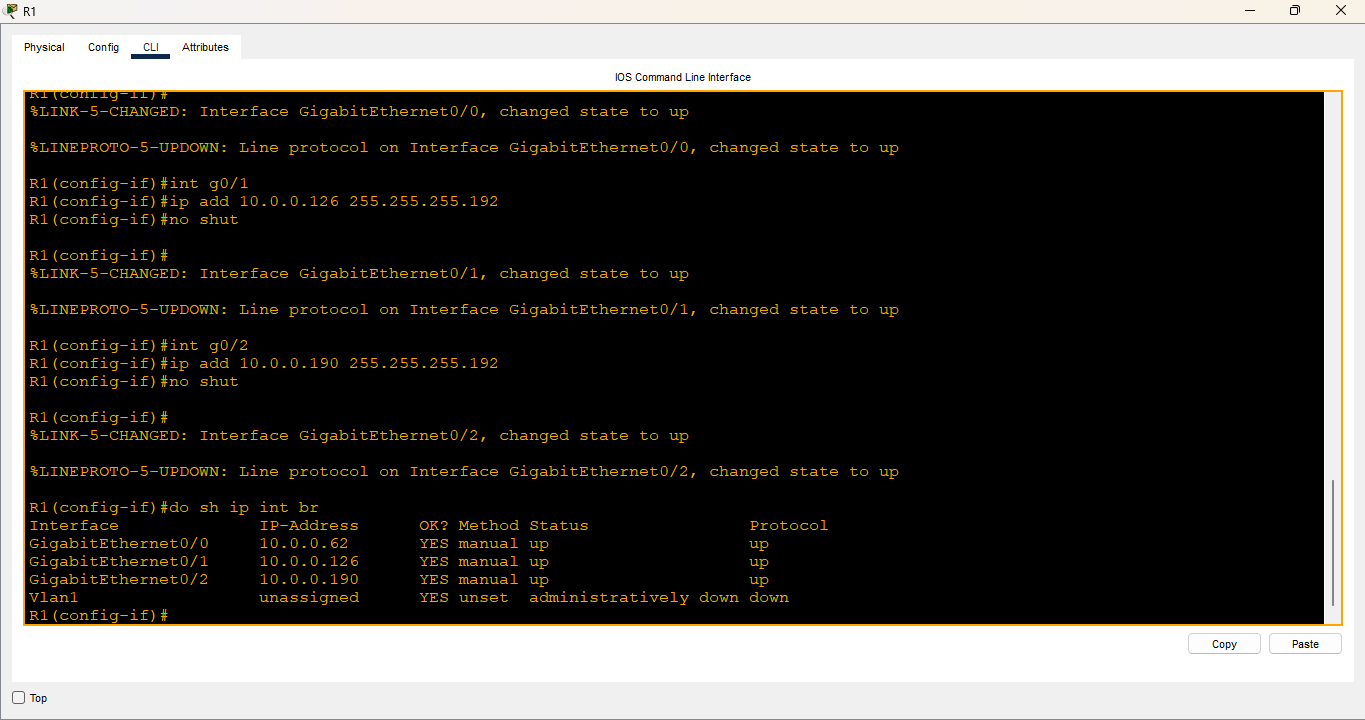 R1
Physical Config CLI Attributes
IOS Command Line Interface
R1(config-if)#
%LINK-5-CHANGED: Interface GigabitEthernet0/0, changed state to up
%LINEPROTO-5-UPDOWN: Line protocol on Interface GigabitEthernet0/0, changed state to up
R1(config-if)#int g0/1
R1(config-if)#ip add 10.0.0.126 255.255.255.192
R1(config-if)#no shut
R1(config-if)#
%LINK-5-CHANGED: Interface GigabitEthernet0/1, changed state to up
%LINEPROTO-5-UPDOWN: Line protocol on Interface GigabitEthernet0/1, changed state to up
R1(config-if)#int g0/2
R1(config-if)#ip add 10.0.0.190 255.255.255.192
R1(config-if)#no shut
R1(config-if)#
%LINK-5-CHANGED: Interface GigabitEthernet0/2, changed state to up
%LINEPROTO-5-UPDOWN: Line protocol on Interface GigabitEthernet0/2, changed state to up
R1(config-if)#do sh ip int br
Interface IP-Address OK? Method Status Protocol
GigabitEthernet0/0 10.0.0.62 YES manual up up
GigabitEthernet0/1 10.0.0.126 YES manual up up
GigabitEthernet0/2 10.0.0.190 YES manual up up
Vlan1 unassigned YES unset administratively down down
R1(config-if)#
Copy Paste
Top